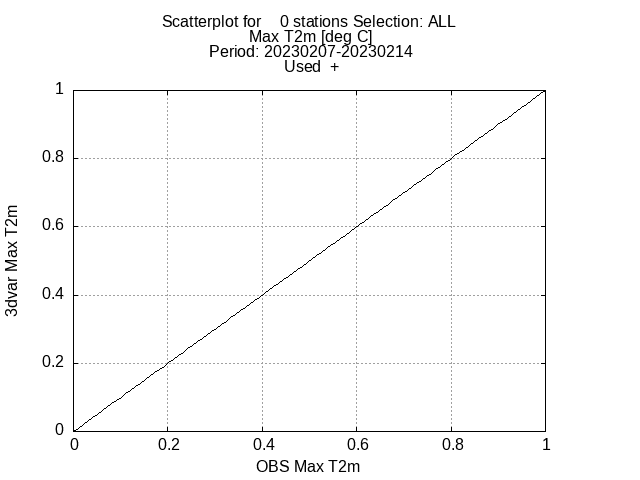 Scatterplot for    0 stations Selection: ALL
Max T2m [deg C]
Period: 20230207-20230214
Used +
1
0.8
0.6
0.4
0.2
0
3dvar Max T2m
0 0.2 0.4 0.6 0.8 1
OBS Max T2m